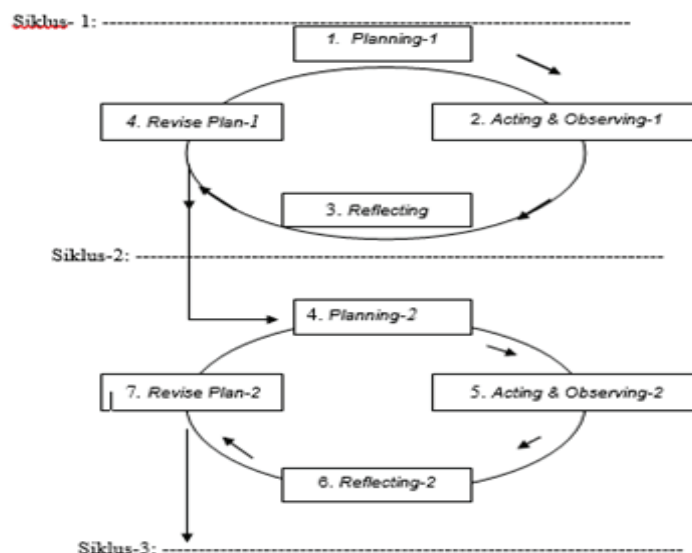 Siklus- 1: ----------------------------------------------------------------
1. Planning-1
4. Revise Plan-I
2. Acting & Observing-1
3. Reflecting
Siklus-2: ----------------------------------------------------------------
4. Planning-2
7. Revise Plan-2
5. Acting & Observing-2
6. Reflecting-2
Siklus-3: ----------------------------------------------------------------